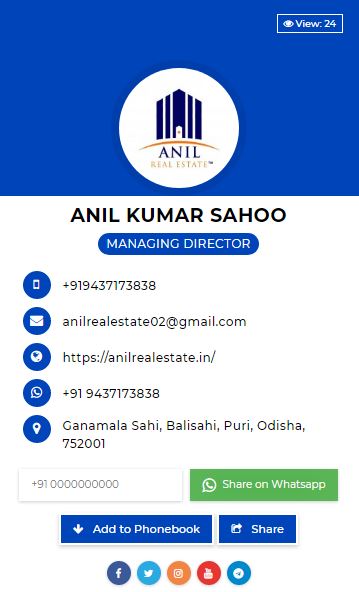 View: 24
ANIL
REAL ESTATE™
ANIL KUMAR SAHOO
MANAGING DIRECTOR
+919437173838
anilrealestate02@gmail.com
https://anilrealestate.in/
+91 9437173838
Ganamala Sahi, Balisahi, Puri, Odisha,
752001
+91 0000000000
Share on Whatsapp
Add to Phonebook
Share